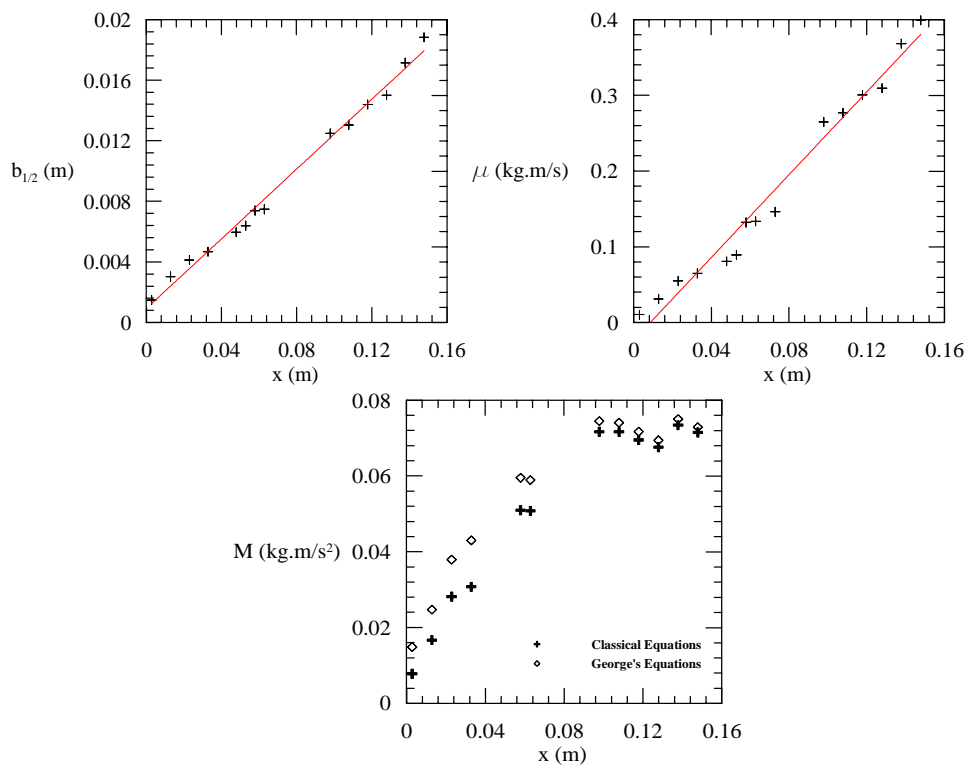 0.02
0.016
0.012
0.008
0.004
0
b1/2 (m)
0 0.04 0.08 0.12 0.16
x (m)
0.4
0.3
0.2
0.1
0
μ (kg.m/s)
0 0.04 0.08 0.12 0.16
x (m)
0.08
0.06
0.04
0.02
0
M (kg.m/s²)
Classical Equations
George's Equations
0 0.04 0.08 0.12 0.16
x (m)